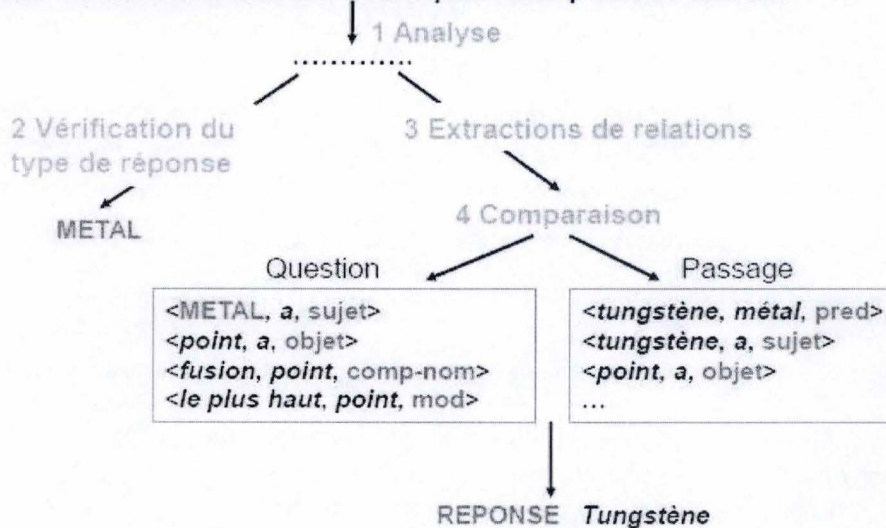 1 Analyse
2 Vérification du
type de réponse
3 Extractions de relations
METAL
4 Comparaison
Question
Passage
<METAL, a, sujet>
<point, a, objet>
<fusion, point, comp-nom>
<le plus haut, point, mod>
<tungstène, métal, pred>
<tungstène, a, sujet>
<point, a, objet>
...
REPONSE Tungstène